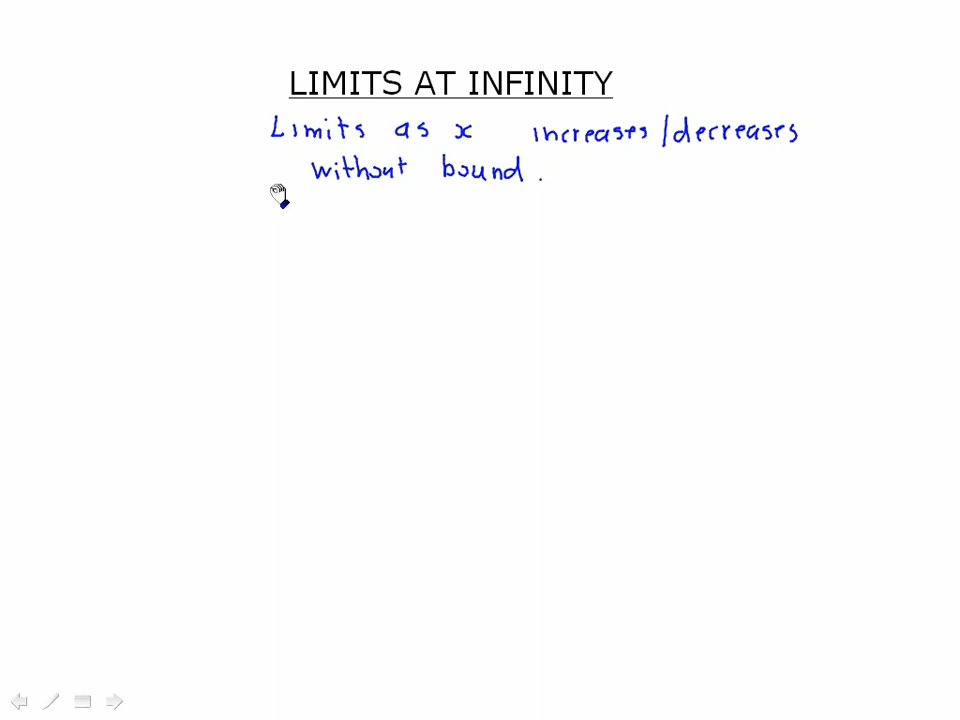 LIMITS AT INFINITY
Limits as x increases/decreases
without bound.